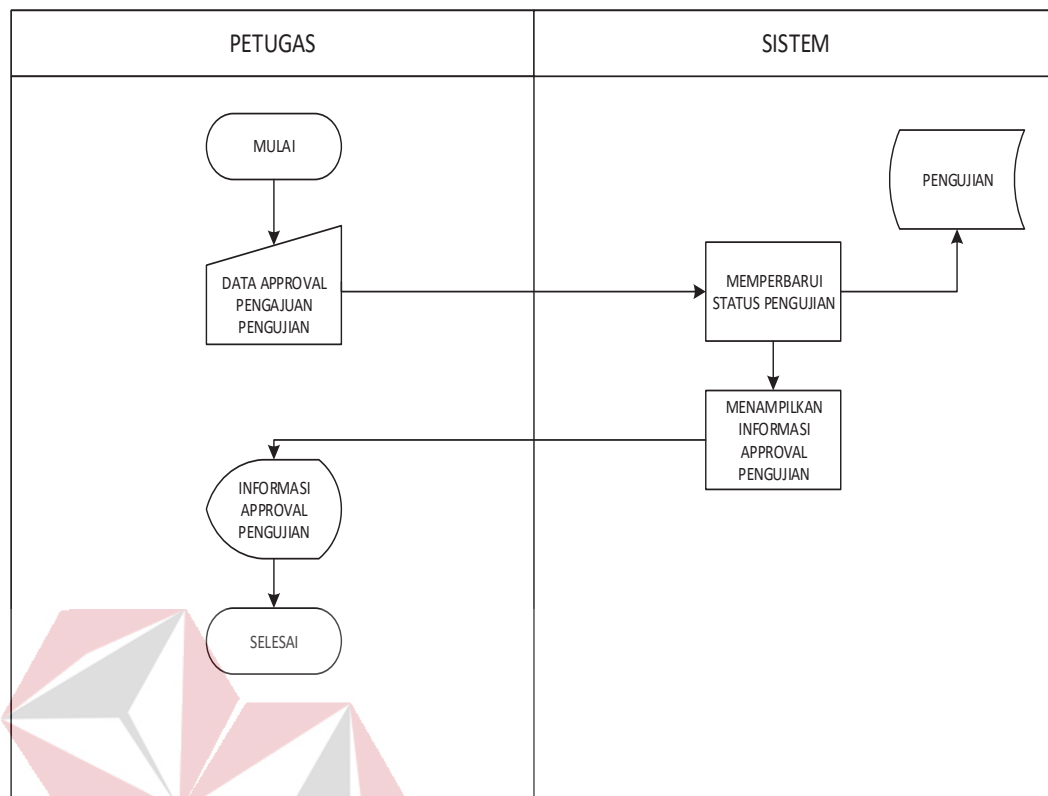 PETUGAS
SISTEM
MULAI
PENGUJIAN
DATA APPROVAL
PENGAJUAN
PENGUJIAN
MEMPERBARUI
STATUS PENGUJIAN
MENAMPILKAN
INFORMASI
APPROVAL
PENGUJIAN
INFORMASI
APPROVAL
PENGUJIAN
SELESAI